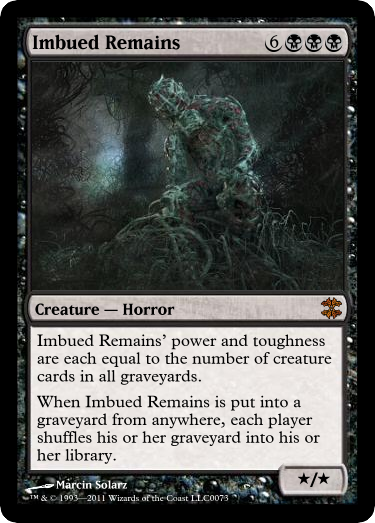 Imbued Remains 6
Creature — Horror
Imbued Remains' power and toughness
are each equal to the number of creature
cards in all graveyards.
When Imbued Remains is put into a
graveyard from anywhere, each player
shuffles his or her graveyard into his or
her library.
★/★
Marcin Solarz
™ & © 1993—2011 Wizards of the Coast LLC0073